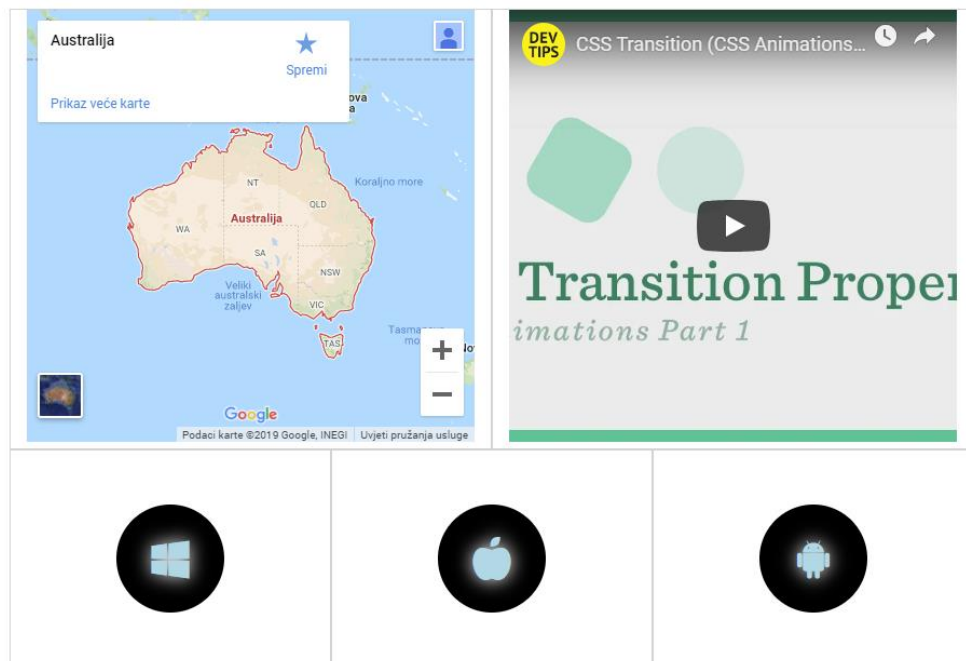 Australija
Spremi
Prikaz veće karte
ova
a
Koraljno more
NT
QLD
WA
Australija
SA
NSW
Veliki
australski
zaljev
VIC
TAS
Google
Podaci karte ©2019 Google, INEGI
Uvjeti pružanja usluge
DEV
TIPS
CSS Transition (CSS Animations...
Transition Proper
imations Part 1